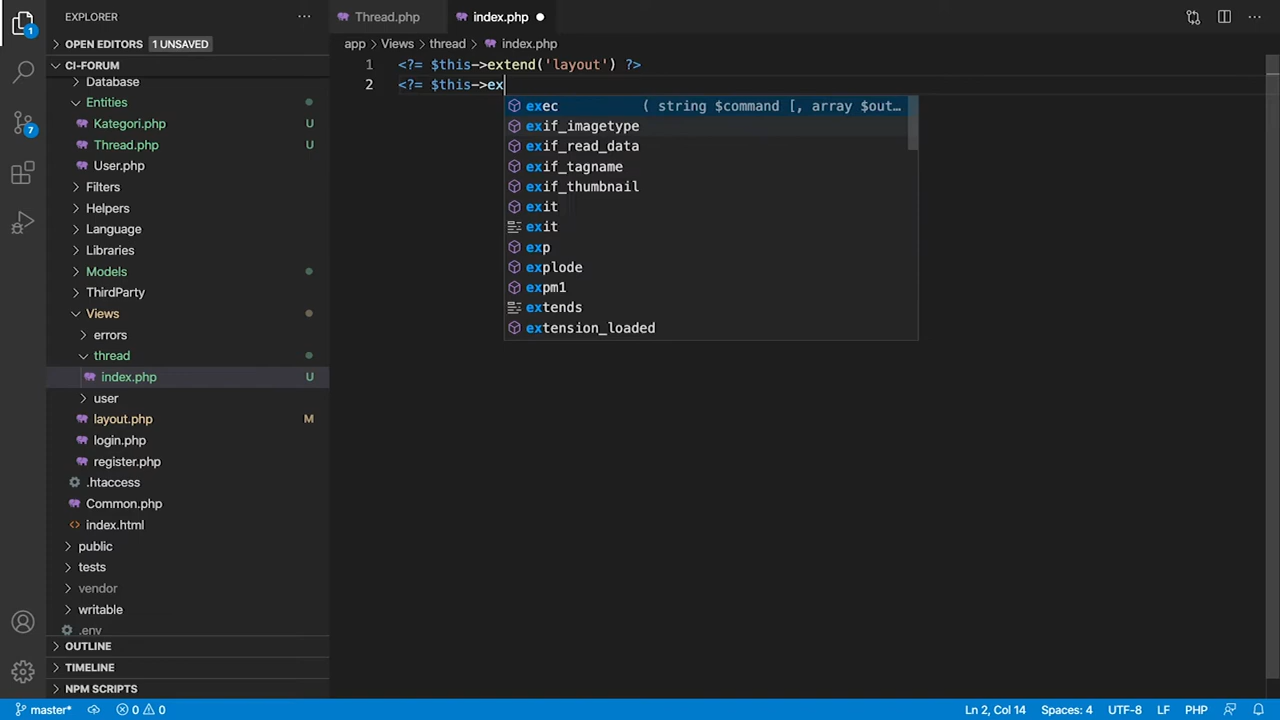 1
EXPLORER
Thread.php
index.php
OPEN EDITORS 1 UNSAVED
app Views thread index.php
CI-FORUM
1 <?= $this->extend('layout') ?>
Database
2 <?= $this->ex
Entities
exec ( string $command [, array $out…
Kategori.php U
exif_imagetype
7
Thread.php U
exif_read_data
User.php
exif_tagname
Filters
exif_thumbnail
Helpers
exit
Language
exit
Libraries
exp
Models
explode
ThirdParty
expm1
Views
extends
errors
extension_loaded
thread
index.php U
user
layout.php M
login.php
register.php
.htaccess
Common.php
index.html
public
tests
vendor
writable
.env
OUTLINE
TIMELINE
NPM SCRIPTS
master* 0 0 Ln 2, Col 14 Spaces: 4 UTF-8 LF PHP